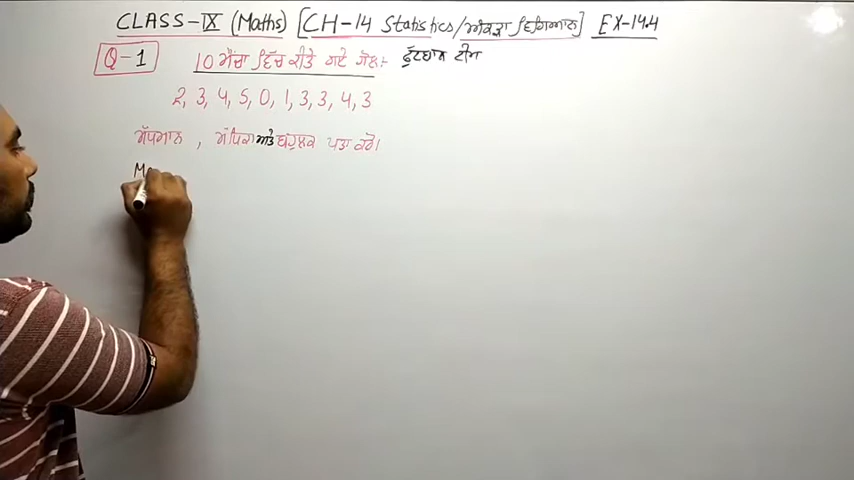 CLASS-IX (Maths) [CH-14 Statistics/ਅੰਕੜਾ ਵਿਗਿਆਨ] EX-14.4
Q-1 10 ਮੈਚਾਂ ਵਿੱਚ ਕੀਤੇ ਗਏ ਗੋਲ:- ਫੁੱਟਬਾਲ ਟੀਮ
2, 3, 4, 5, 0, 1, 3, 3, 4, 3
ਮੱਧਮਾਨ , ਮੱਧਿਕਾ ਅਤੇ ਬਹੁਲਕ ਪਤਾ ਕਰੋ।